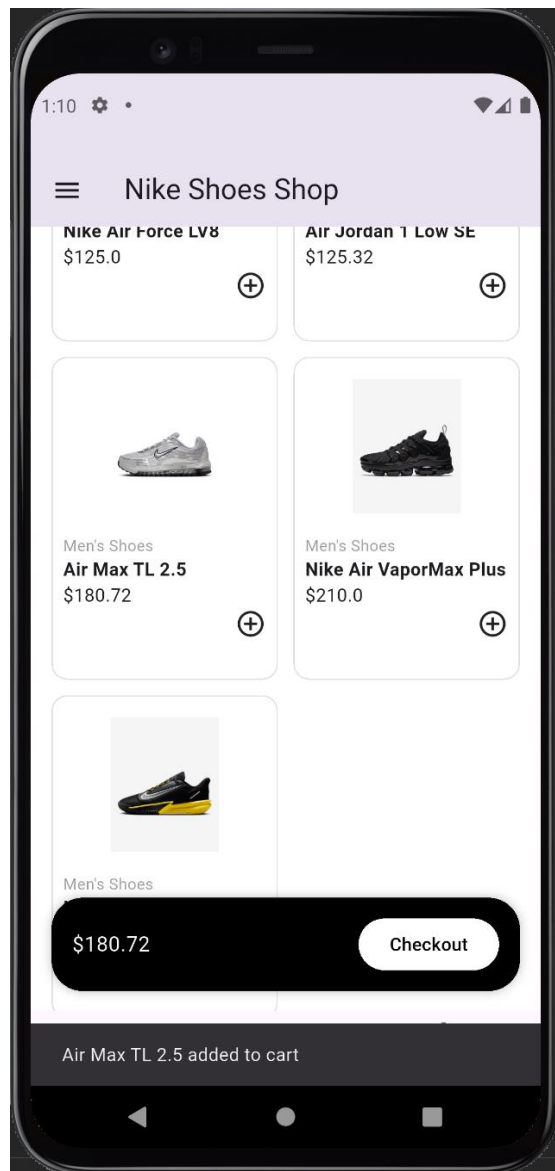 1:10
Nike Shoes Shop
Nike Air Force LV8
Air Jordan 1 Low SE
$125.0
$125.32
Men's Shoes
Men's Shoes
Air Max TL 2.5
Nike Air VaporMax Plus
$180.72
$210.0
Men's Shoes
$180.72
Checkout
Air Max TL 2.5 added to cart